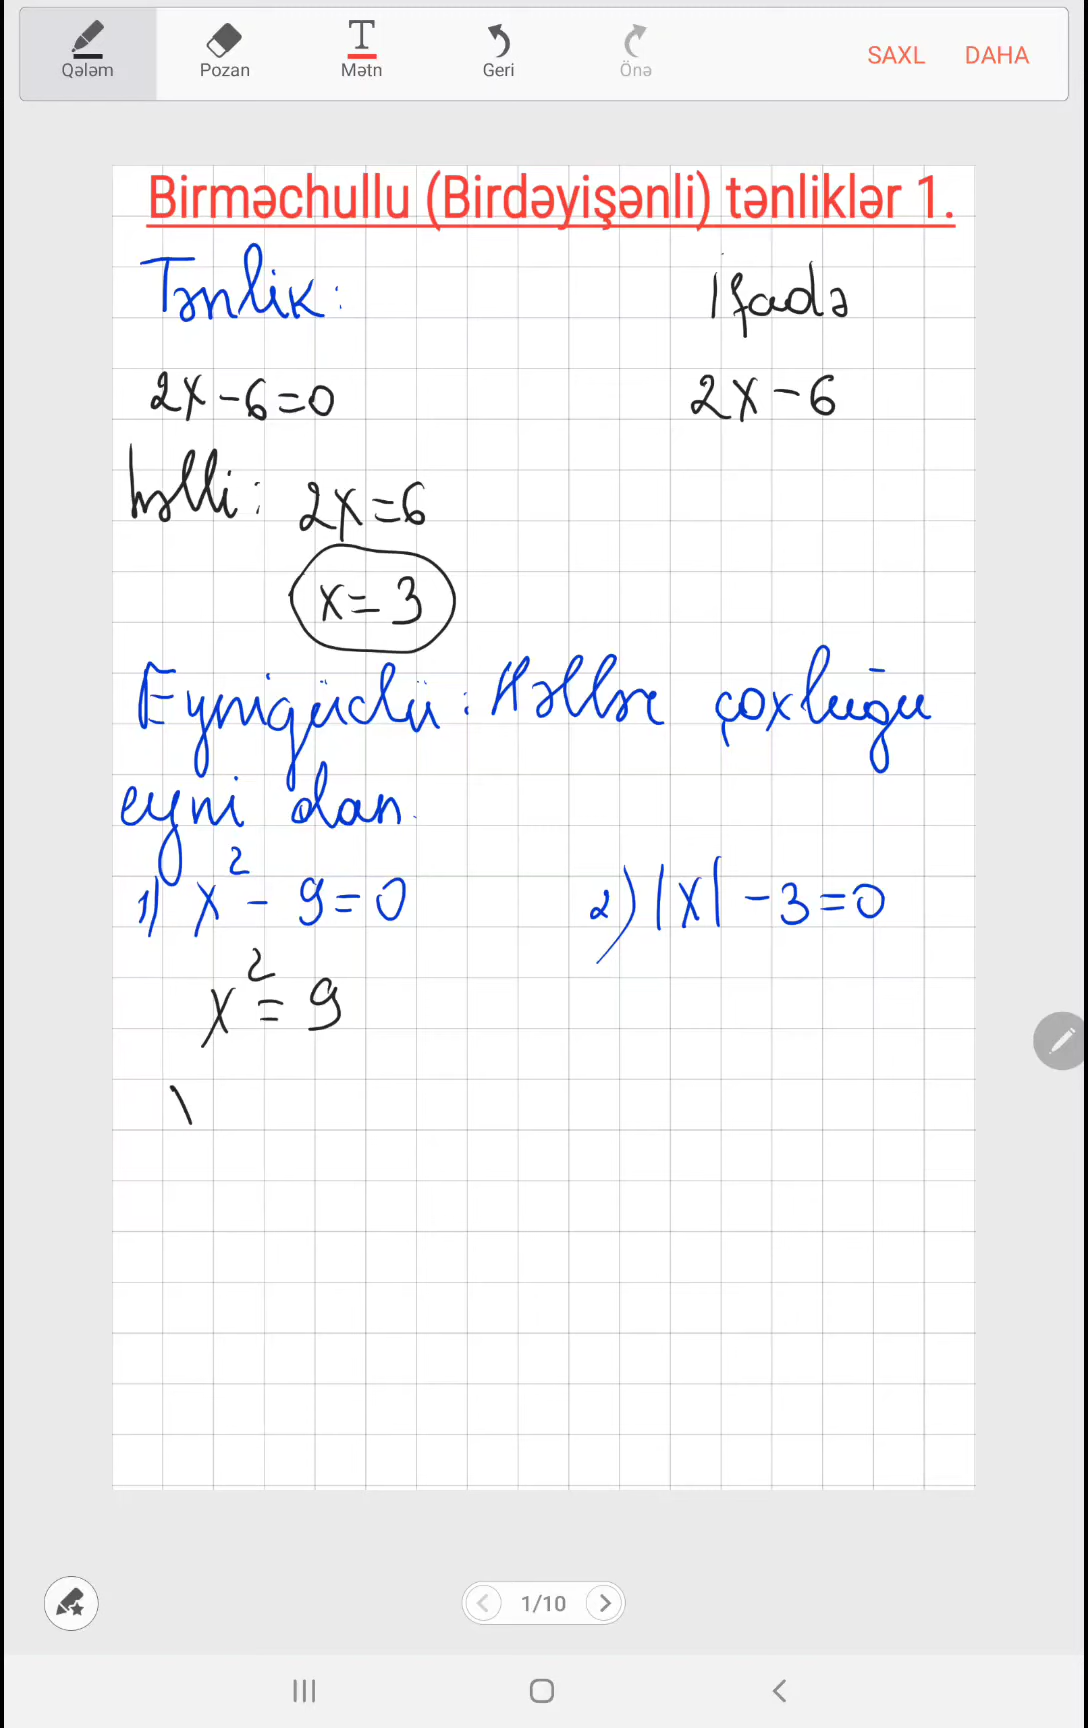 Qələm Pozan Mətn Geri Önə SAXL DAHA
Birməchullu (Birdəyişənli) tənliklər 1.
Tənlik: İfadə
2x-6=0 2x-6
həlli: 2x=6
x=3
Eynigüclü: Həllər çoxluğu
eyni olan.
1) x²-9=0 2) |x|-3=0
x²=9
1/10